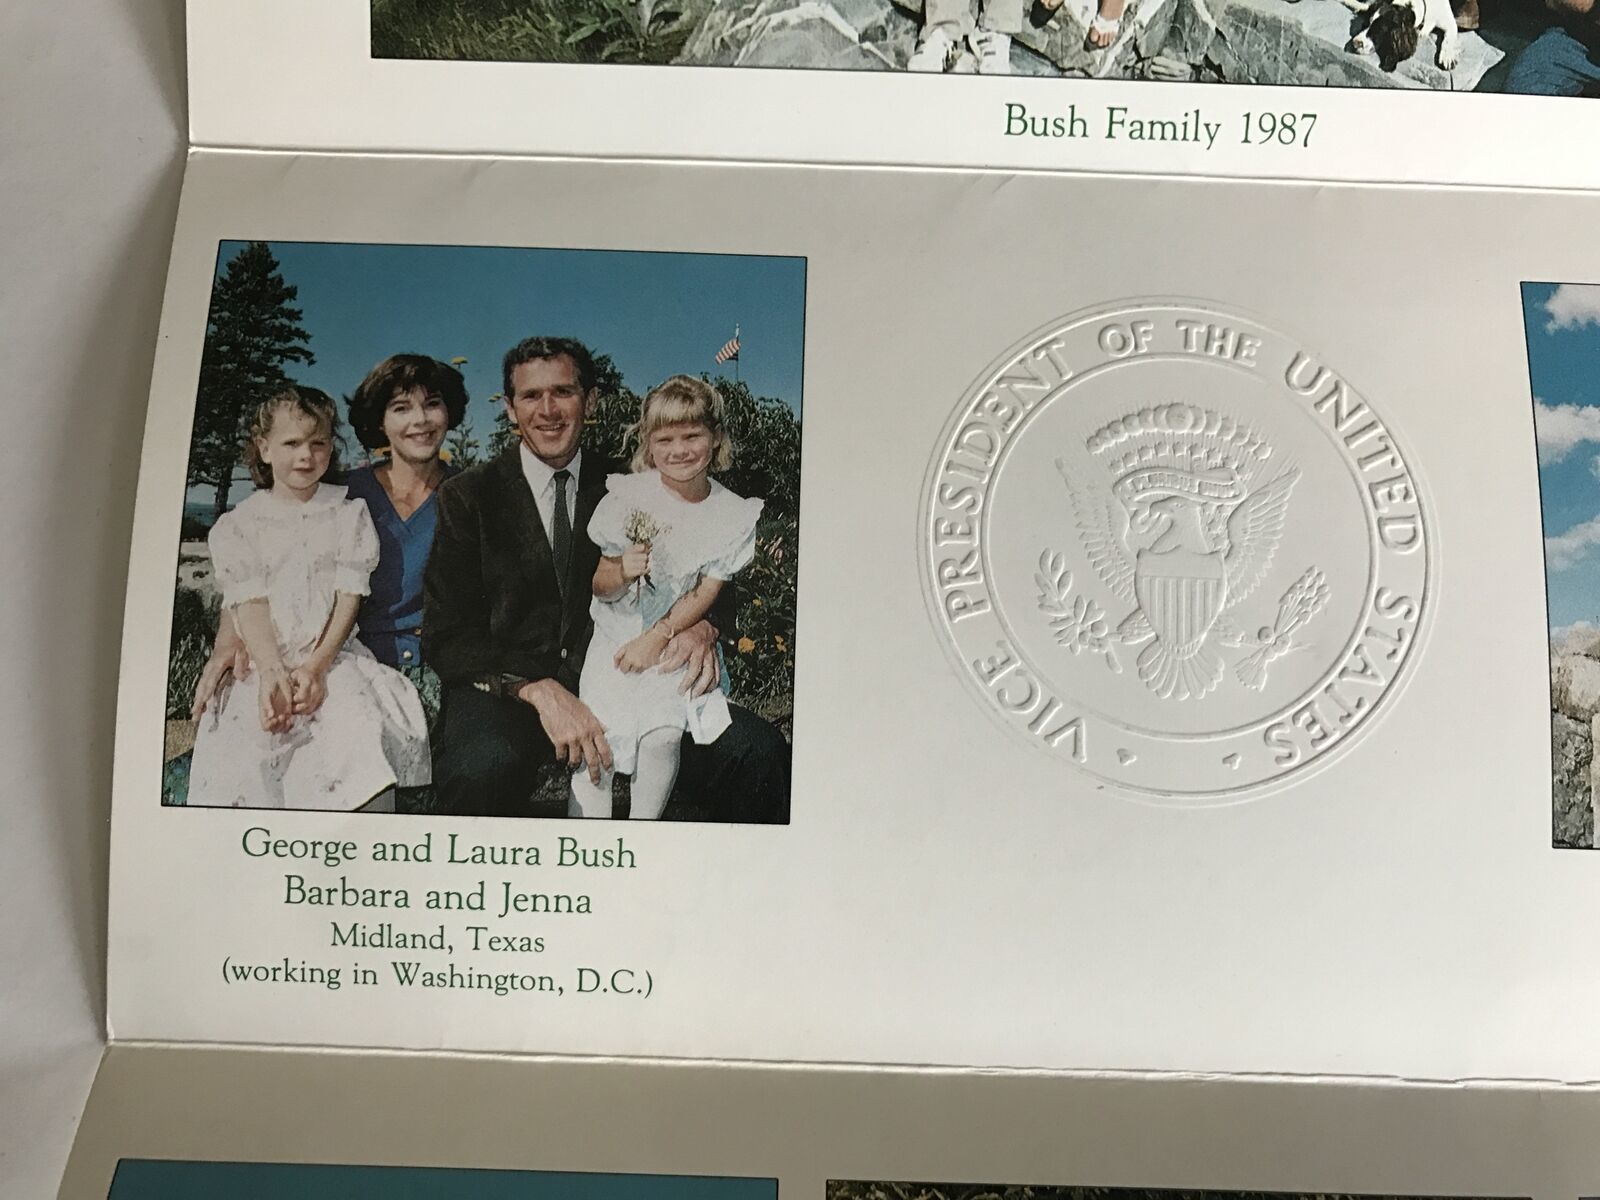 Bush Family 1987
VICE PRESIDENT OF THE UNITED STATES
George and Laura Bush
Barbara and Jenna
Midland, Texas
(working in Washington, D.C.)